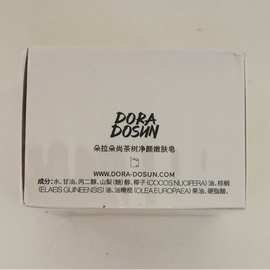 DORA
DOSUN
朵拉朵尚茶树净颜嫩肤皂
WWW.DORA-DOSUN.COM
成分:水、甘油、丙二醇、山梨(糖)醇、椰子(COCOS NUCIFERA)油、棕榈
(ELAEIS GUINEENSIS)油、油橄榄(OLEA EUROPAEA)果油、硬脂酸、